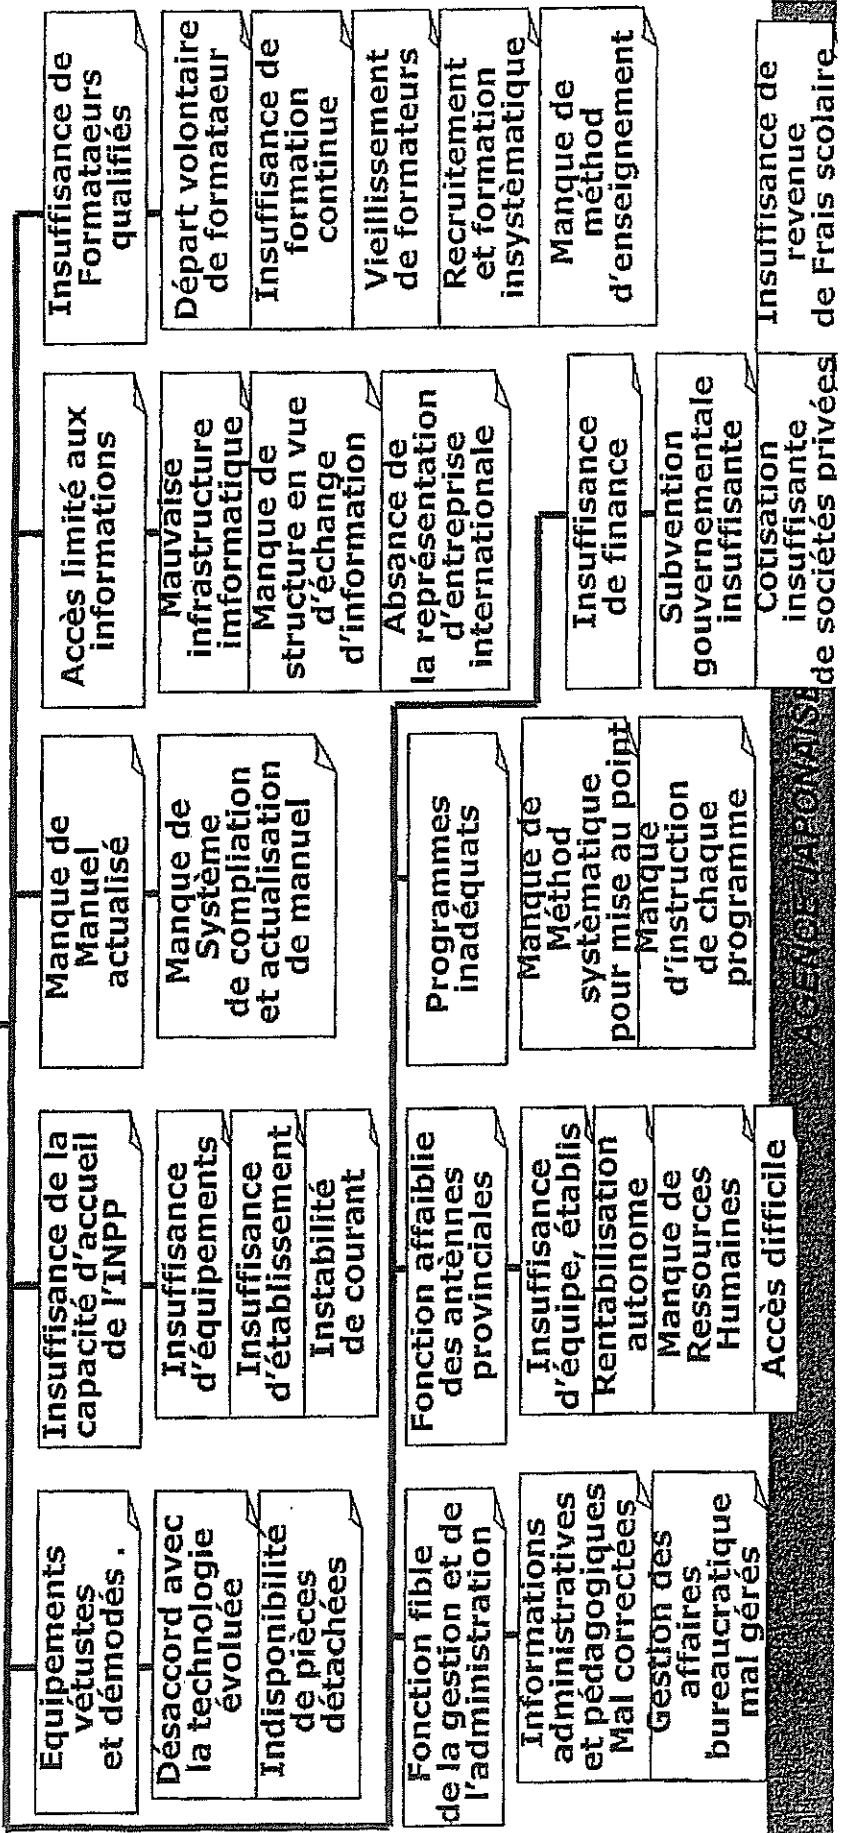 Equipements
vétustes
et démodés .
Désaccord avec
la technologie
évoluée
Indisponibilité
de pièces
détachées
Insuffisance de la
capacité d'accueil
de l'INPP
Insuffisance
d'équipements
Insuffisance
d'établissement
Instabilité
de courant
Manque de
Manuel
actualisé
Manque de
Système
de compliation
et actualisation
de manuel
Accès limité aux
informations
Mauvaise
infrastructure
imformatique
Manque de
structure en vue
d'échange
d'information
Absance de
la représentation
d'entreprise
internationale
Insuffisance de
Formataeurs
qualifiés
Départ volontaire
de formataeur
Insuffisance de
formation
continue
Vieillissement
de formateurs
Recruitement
et formation
insystèmatique
Manque de
méthod
d'enseignement
Fonction fible
de la gestion et de
l'administration
Informations
administratives
et pédagogiques
Mal correctees
Gestion des
affaires
bureaucratique
mal gérés
Fonction affaiblie
des antènnes
provinciales
Insuffisance
d'équipe, établis
Rentabilisation
autonome
Manque de
Ressources
Humaines
Accès difficile
Programmes
inadéquats
Manque de
Méthod
systèmatique
pour mise au point
Manque
d'instruction
de chaque
programme
Insuffisance
de finance
Subvention
gouvernementale
insuffisante
Cotisation
insuffisante
de sociétés privées
Insuffisance de
revenue
de Frais scolaire
AGENCE JAPONAISE